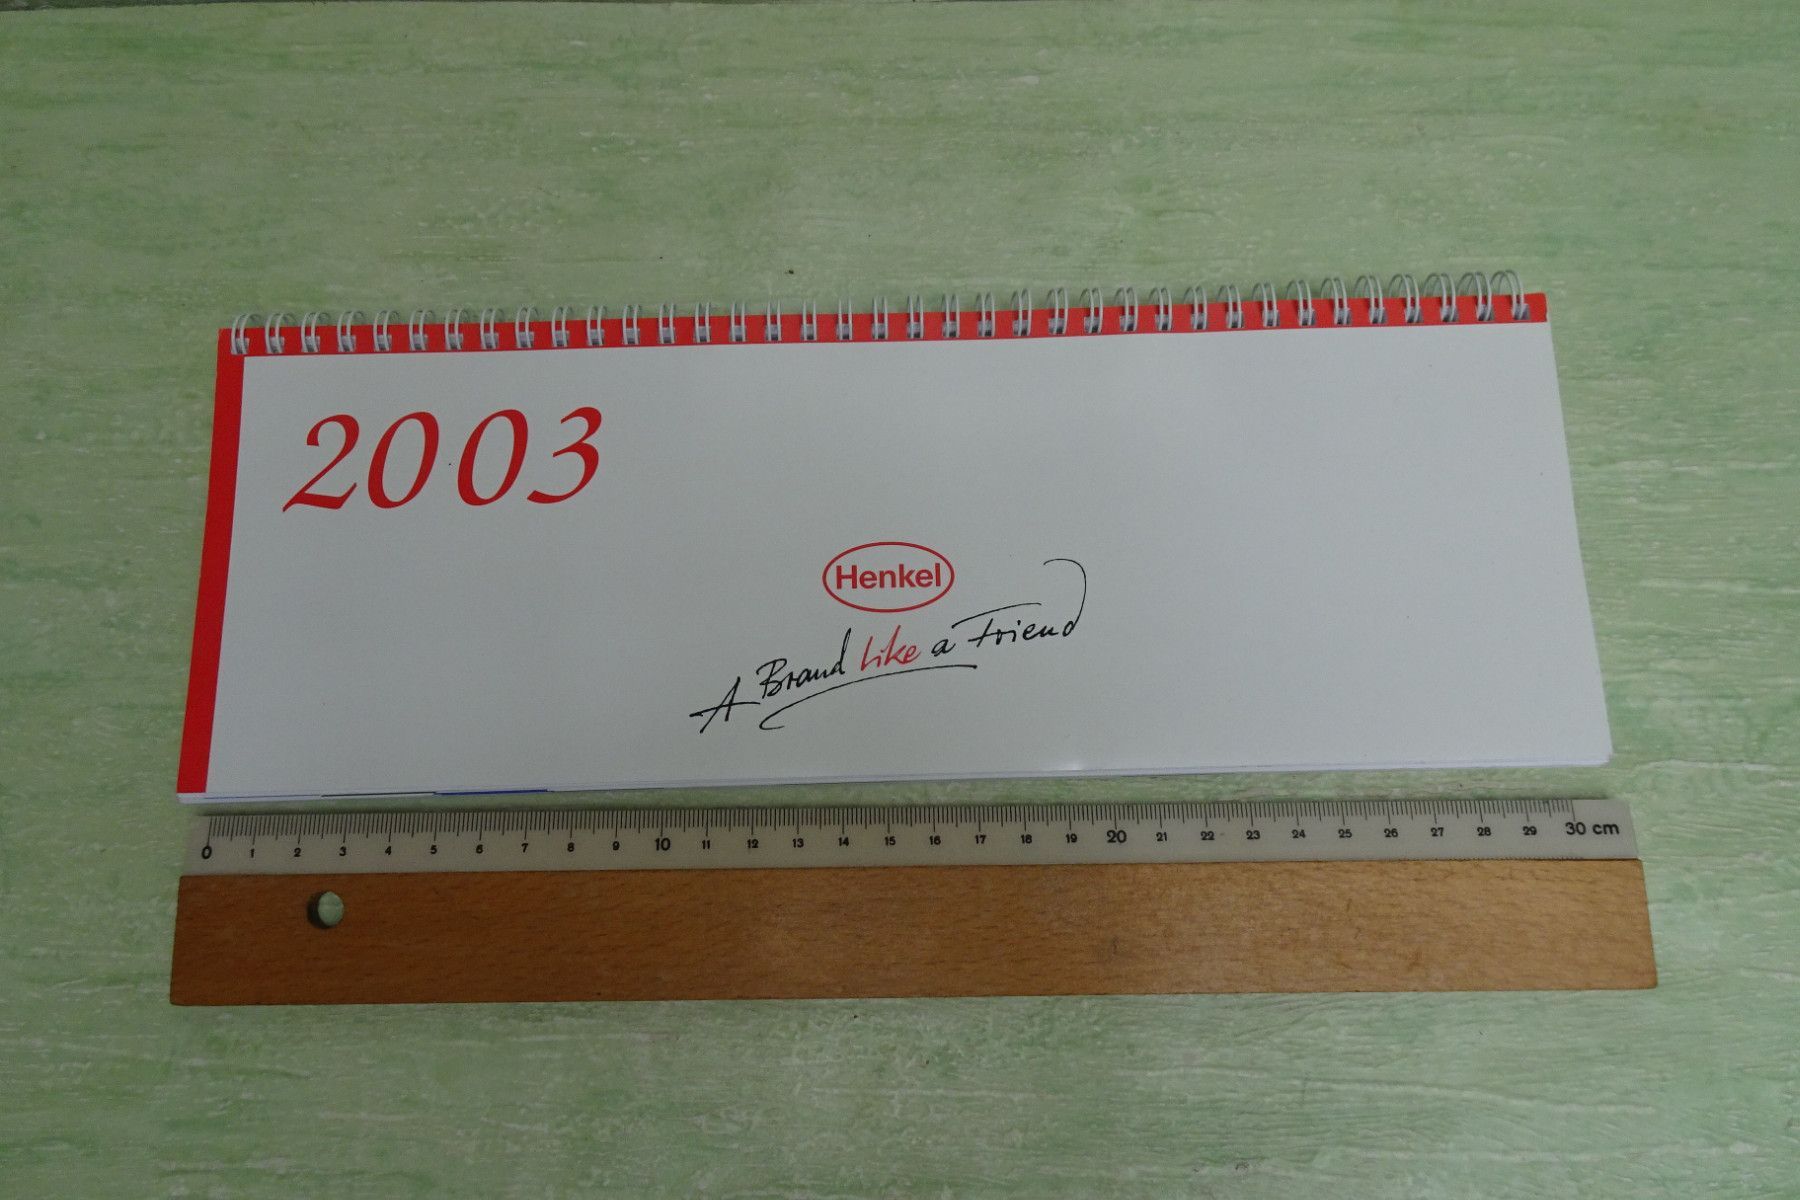 2003
Henkel
A Brand like a Friend
0 1 2 3 4 5 6 7 8 9 10 11 12 13 14 15 16 17 18 19 20 21 22 23 24 25 26 27 28 29 30 cm